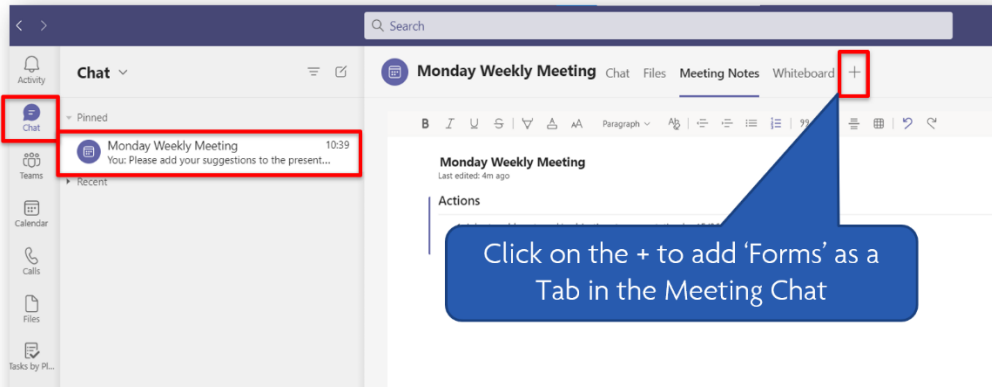 Search
Activity
Chat
Teams
Calendar
Calls
Files
Tasks by Pl...
Chat
Pinned
Monday Weekly Meeting 10:39
You: Please add your suggestions to the present...
Recent
Monday Weekly Meeting Chat Files Meeting Notes Whiteboard +
B I U S Paragraph
Monday Weekly Meeting
Last edited: 4m ago
Actions
Click on the + to add ‘Forms’ as a
Tab in the Meeting Chat